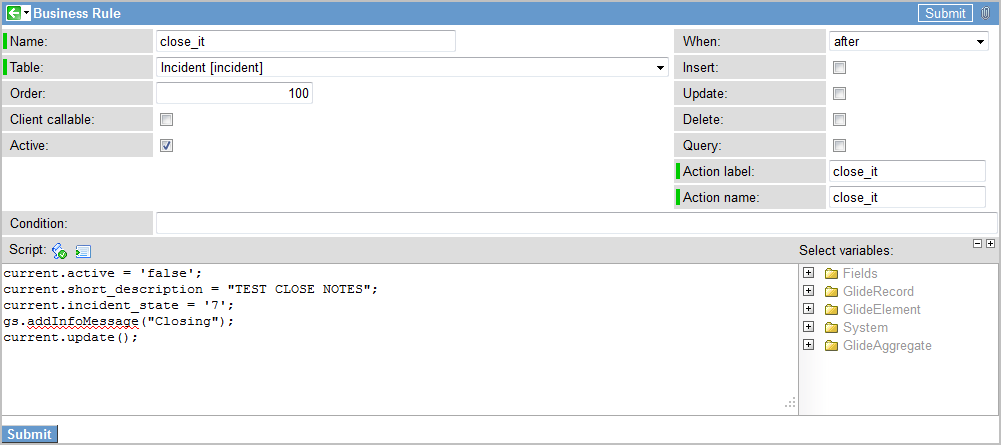 Business Rule Submit
Name: close_it When: after
Table: Incident [incident] Insert:
Order: 100 Update:
Client callable: Delete:
Active: Query:
Action label: close_it
Action name: close_it
Condition:
Script: Select variables:
current.active = 'false'; Fields
current.short_description = "TEST CLOSE NOTES"; GlideRecord
current.incident_state = '7'; GlideElement
gs.addInfoMessage("Closing"); System
current.update(); GlideAggregate
Submit